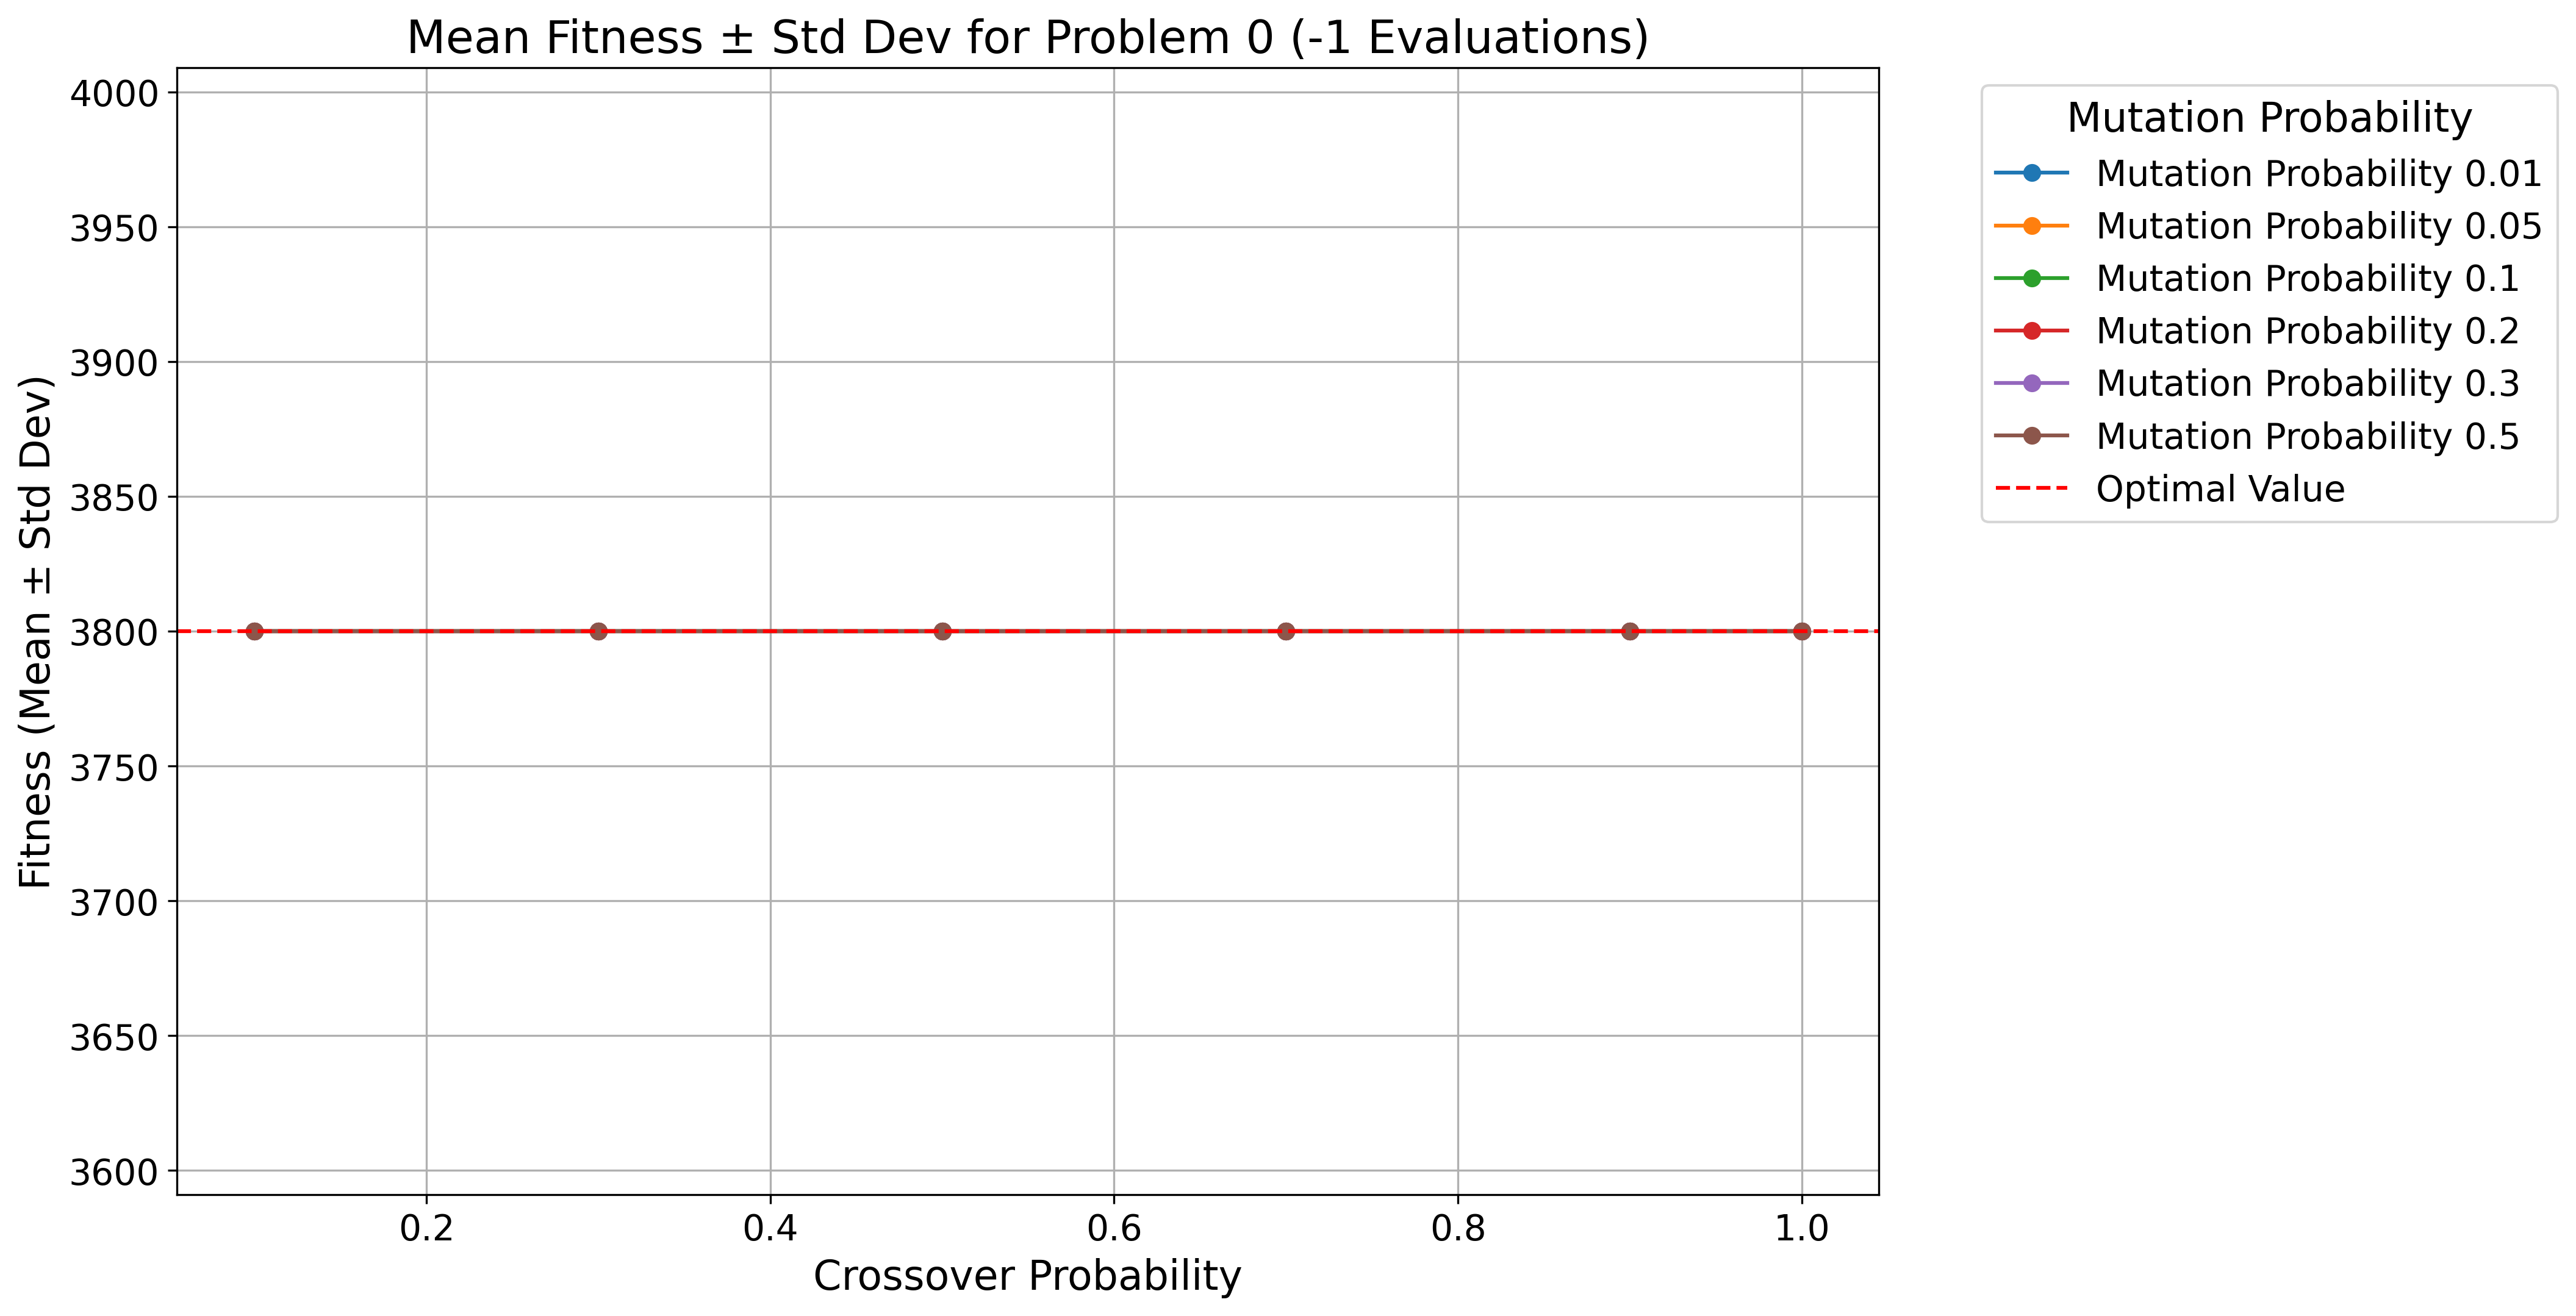 Mean Fitness ± Std Dev for Problem 0 (-1 Evaluations)
Fitness (Mean ± Std Dev)
4000
3950
3900
3850
3800
3750
3700
3650
3600
0.2 0.4 0.6 0.8 1.0
Crossover Probability
Mutation Probability
Mutation Probability 0.01
Mutation Probability 0.05
Mutation Probability 0.1
Mutation Probability 0.2
Mutation Probability 0.3
Mutation Probability 0.5
Optimal Value